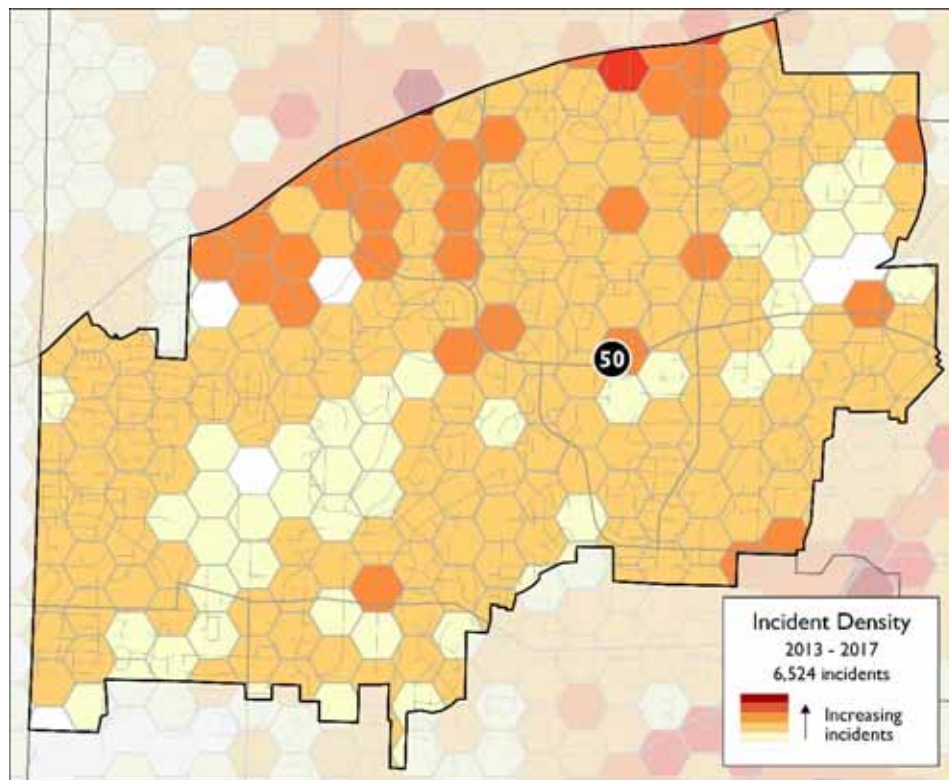 50
Incident Density
2013 - 2017
6,524 incidents
Increasing
incidents